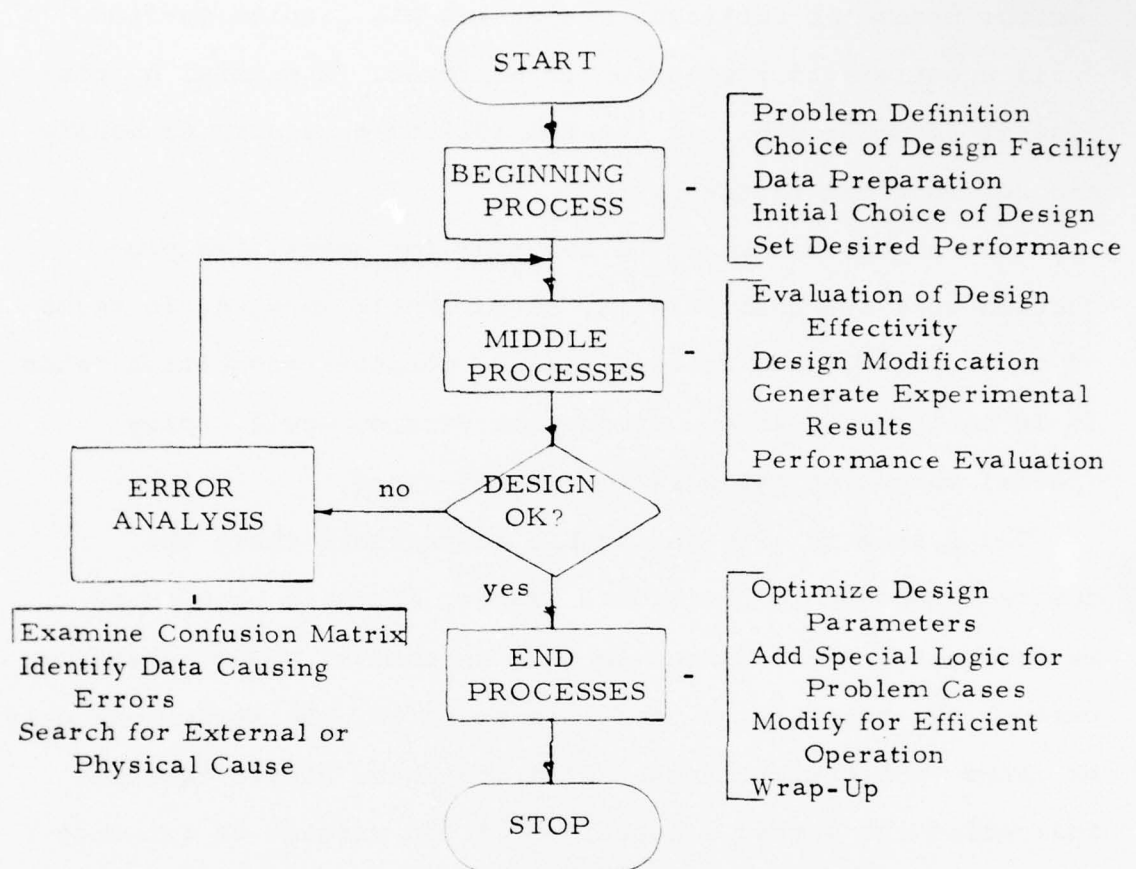 START
BEGINNING
PROCESS
Problem Definition
Choice of Design Facility
Data Preparation
Initial Choice of Design
Set Desired Performance
MIDDLE
PROCESSES
Evaluation of Design
Effectivity
Design Modification
Generate Experimental
Results
Performance Evaluation
ERROR
ANALYSIS
no
DESIGN
OK?
yes
Examine Confusion Matrix
Identify Data Causing
Errors
Search for External or
Physical Cause
END
PROCESSES
Optimize Design
Parameters
Add Special Logic for
Problem Cases
Modify for Efficient
Operation
Wrap-Up
STOP